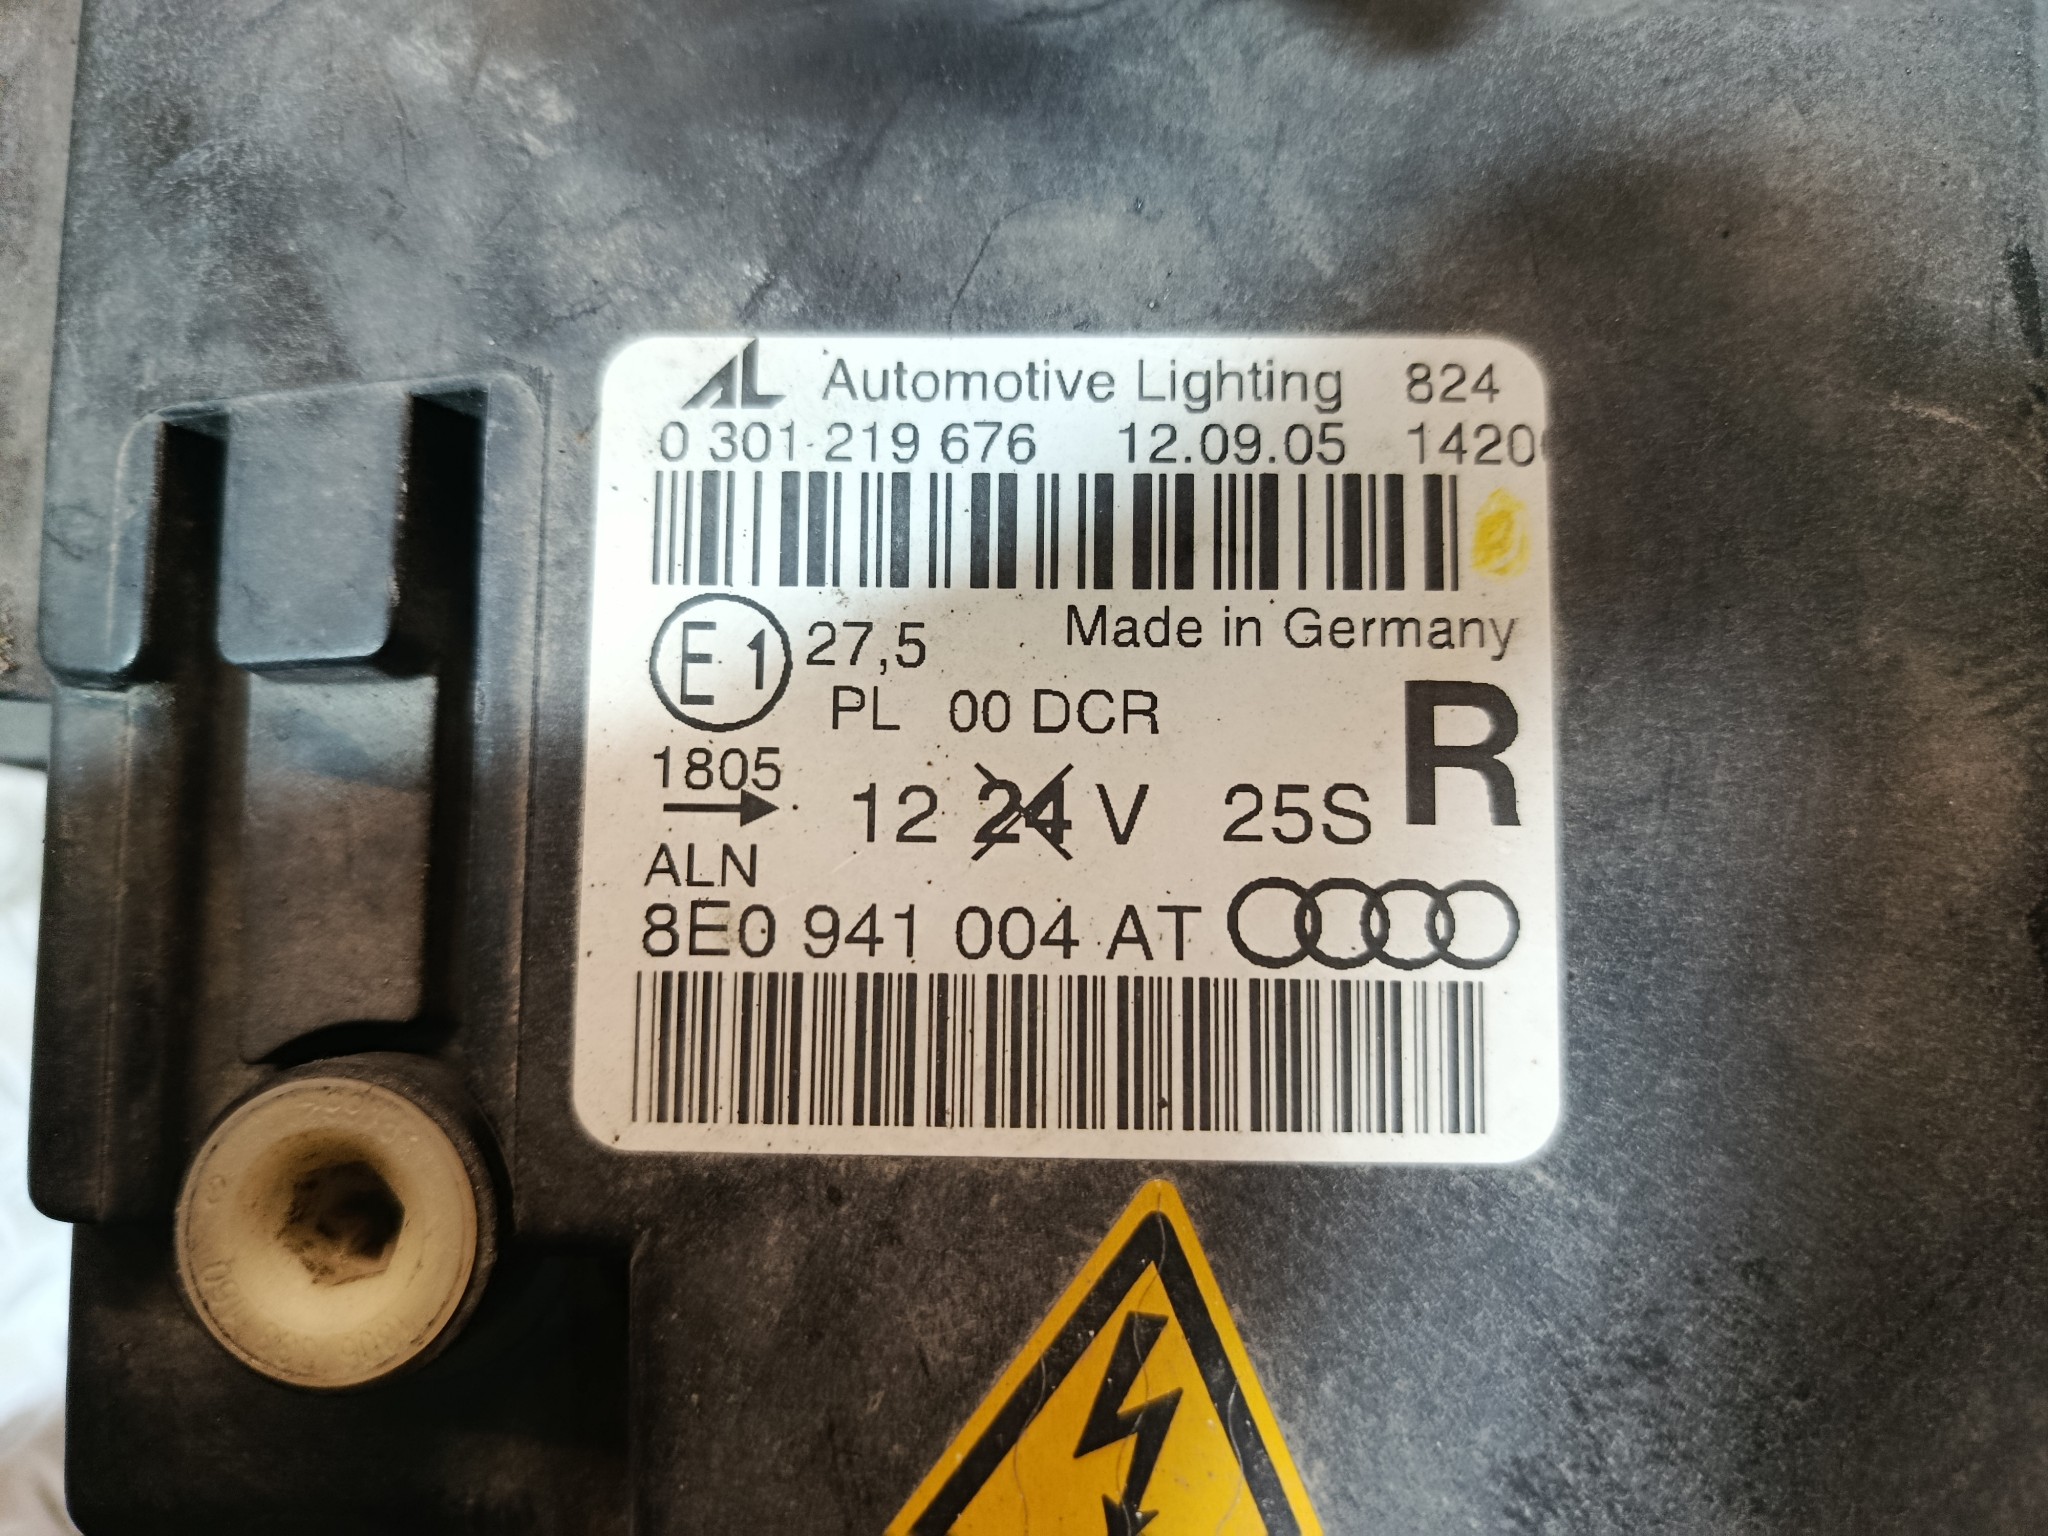 AL Automotive Lighting 824
0 301 219 676 12.09.05 1420
E1 27,5 Made in Germany
PL 00 DCR R
1805
12 24 V 25S
ALN
8E0 941 004 AT